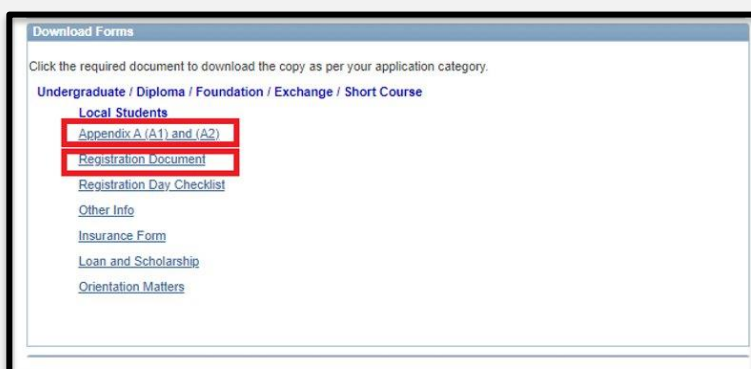 Download Forms
Click the required document to download the copy as per your application category.
Undergraduate / Diploma / Foundation / Exchange / Short Course
Local Students
Appendix A (A1) and (A2)
Registration Document
Registration Day Checklist
Other Info
Insurance Form
Loan and Scholarship
Orientation Matters